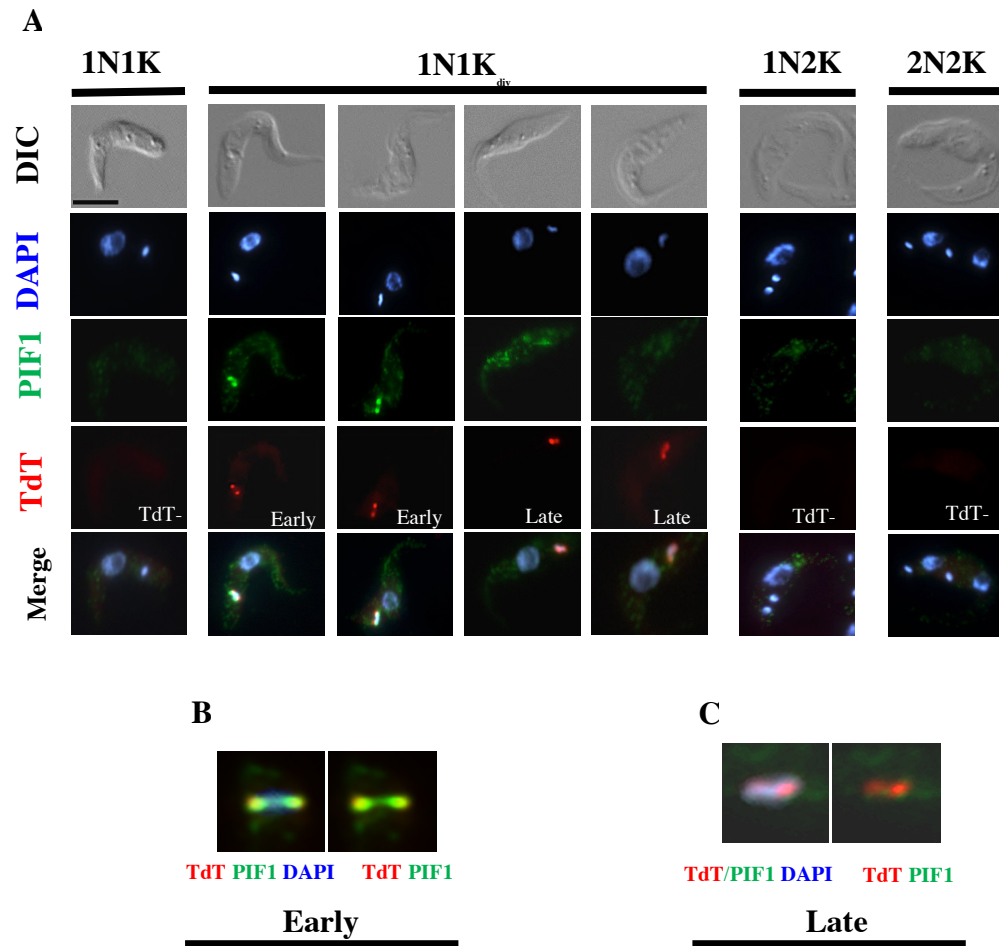 A
1N1K 1N1K div 1N2K 2N2K
DIC
DAPI
PIF1
TdT
TdT- Early Early Late Late TdT- TdT-
Merge
B C
TdT PIF1 DAPI TdT PIF1 TdT/PIF1 DAPI TdT PIF1
Early Late